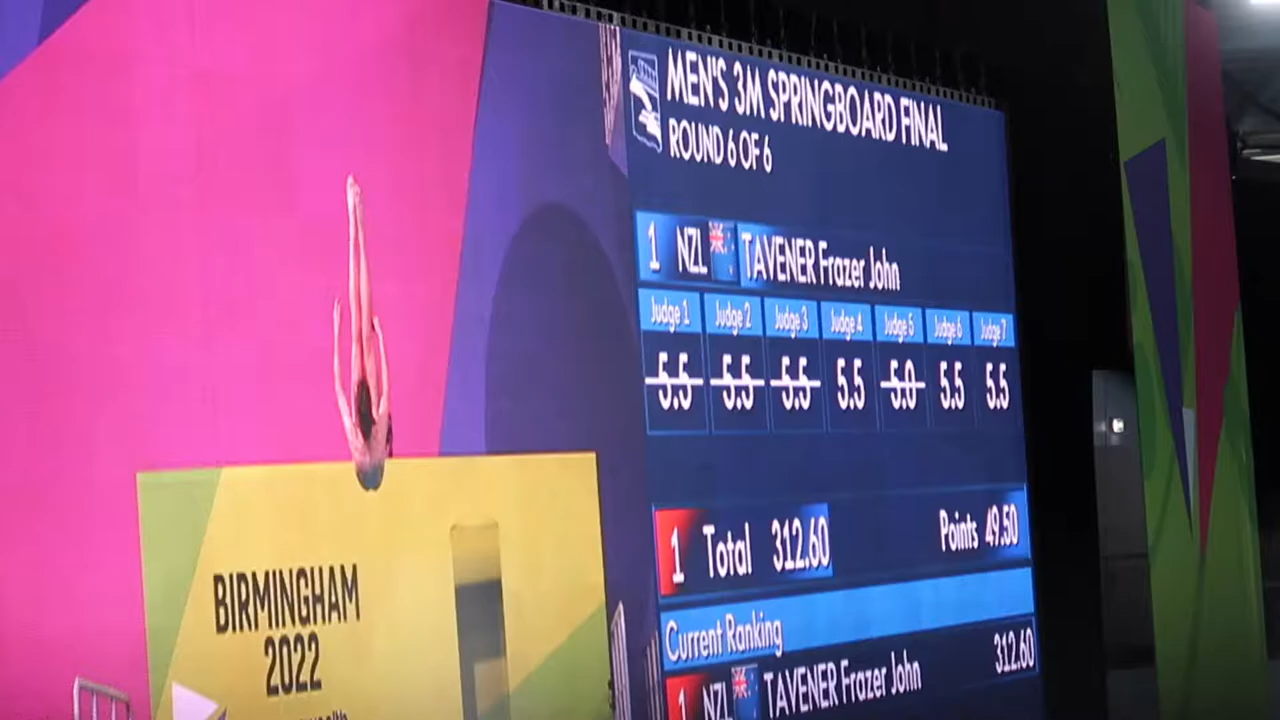 MEN'S 3M SPRINGBOARD FINAL
ROUND 6 OF 6
1 NZL TAVENER Frazer John
Judge 1 Judge 2 Judge 3 Judge 4 Judge 5 Judge 6 Judge 7
5.5 5.5 5.5 5.5 5.0 5.5 5.5
1 Total 312.60 Points 49.50
Current Ranking
1 NZL TAVENER Frazer John 312.60
BIRMINGHAM
2022